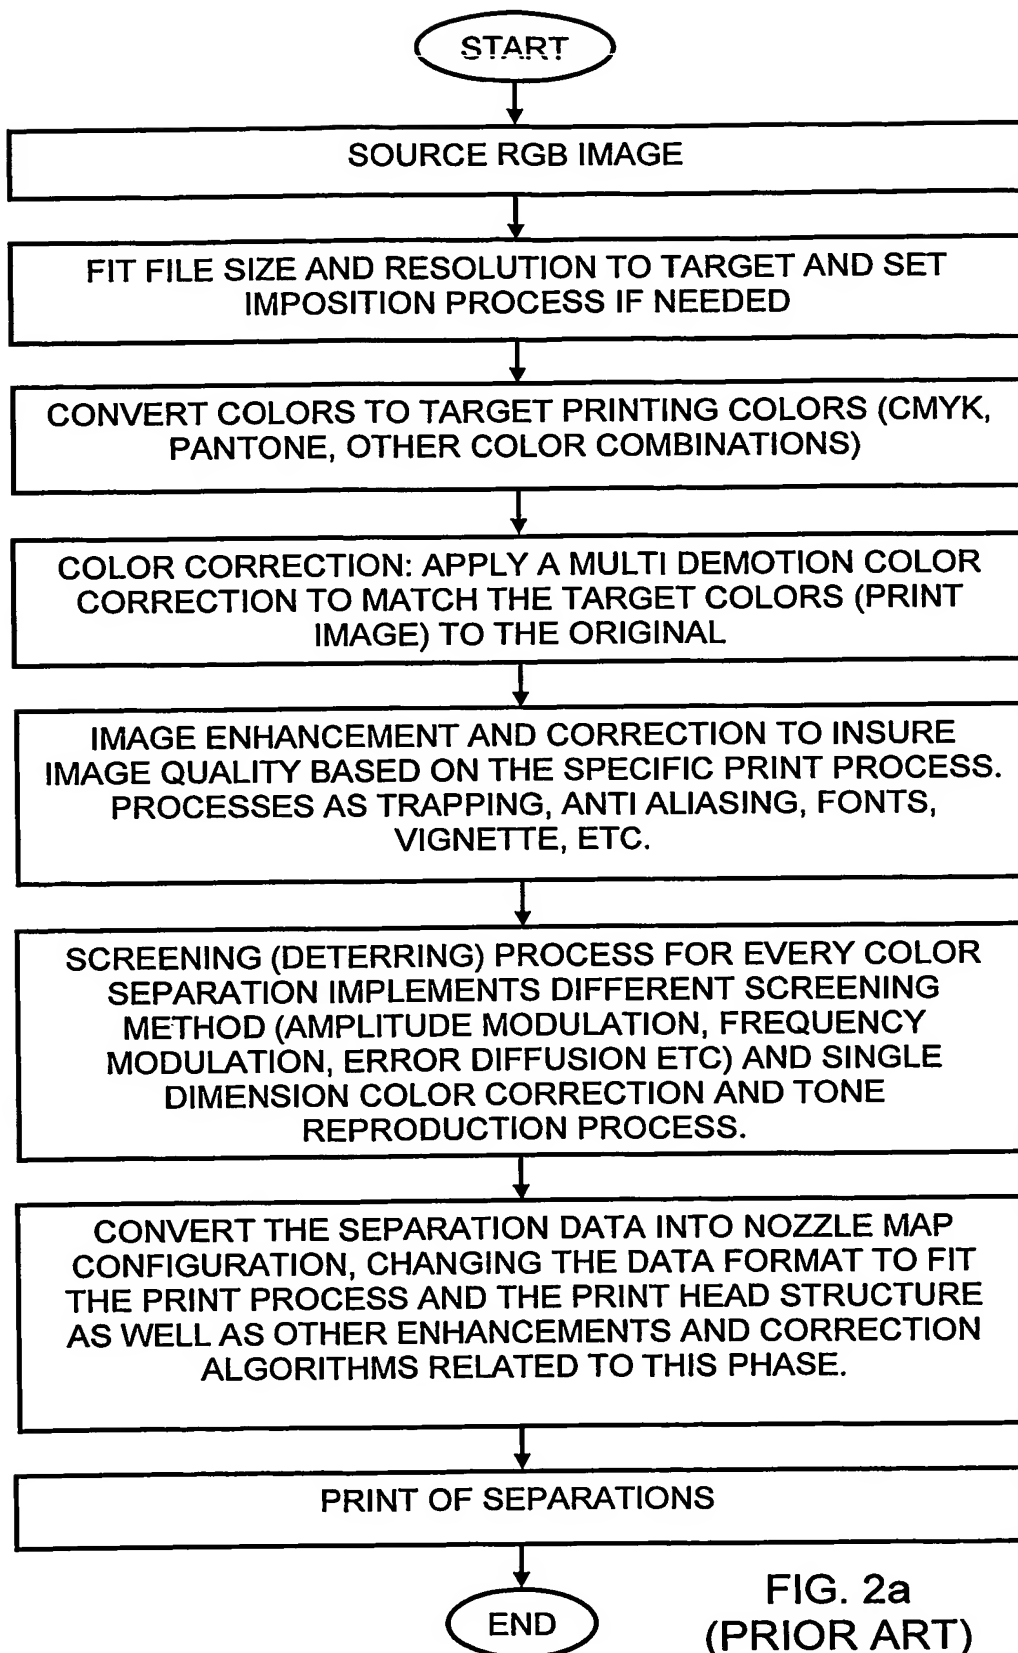 START
SOURCE RGB IMAGE
FIT FILE SIZE AND RESOLUTION TO TARGET AND SET
IMPOSITION PROCESS IF NEEDED
CONVERT COLORS TO TARGET PRINTING COLORS (CMYK,
PANTONE, OTHER COLOR COMBINATIONS)
COLOR CORRECTION: APPLY A MULTI DEMOTION COLOR
CORRECTION TO MATCH THE TARGET COLORS (PRINT
IMAGE) TO THE ORIGINAL
IMAGE ENHANCEMENT AND CORRECTION TO INSURE
IMAGE QUALITY BASED ON THE SPECIFIC PRINT PROCESS.
PROCESSES AS TRAPPING, ANTI ALIASING, FONTS,
VIGNETTE, ETC.
SCREENING (DETERRING) PROCESS FOR EVERY COLOR
SEPARATION IMPLEMENTS DIFFERENT SCREENING
METHOD (AMPLITUDE MODULATION, FREQUENCY
MODULATION, ERROR DIFFUSION ETC) AND SINGLE
DIMENSION COLOR CORRECTION AND TONE
REPRODUCTION PROCESS.
CONVERT THE SEPARATION DATA INTO NOZZLE MAP
CONFIGURATION, CHANGING THE DATA FORMAT TO FIT
THE PRINT PROCESS AND THE PRINT HEAD STRUCTURE
AS WELL AS OTHER ENHANCEMENTS AND CORRECTION
ALGORITHMS RELATED TO THIS PHASE.
PRINT OF SEPARATIONS
END
FIG. 2a
(PRIOR ART)